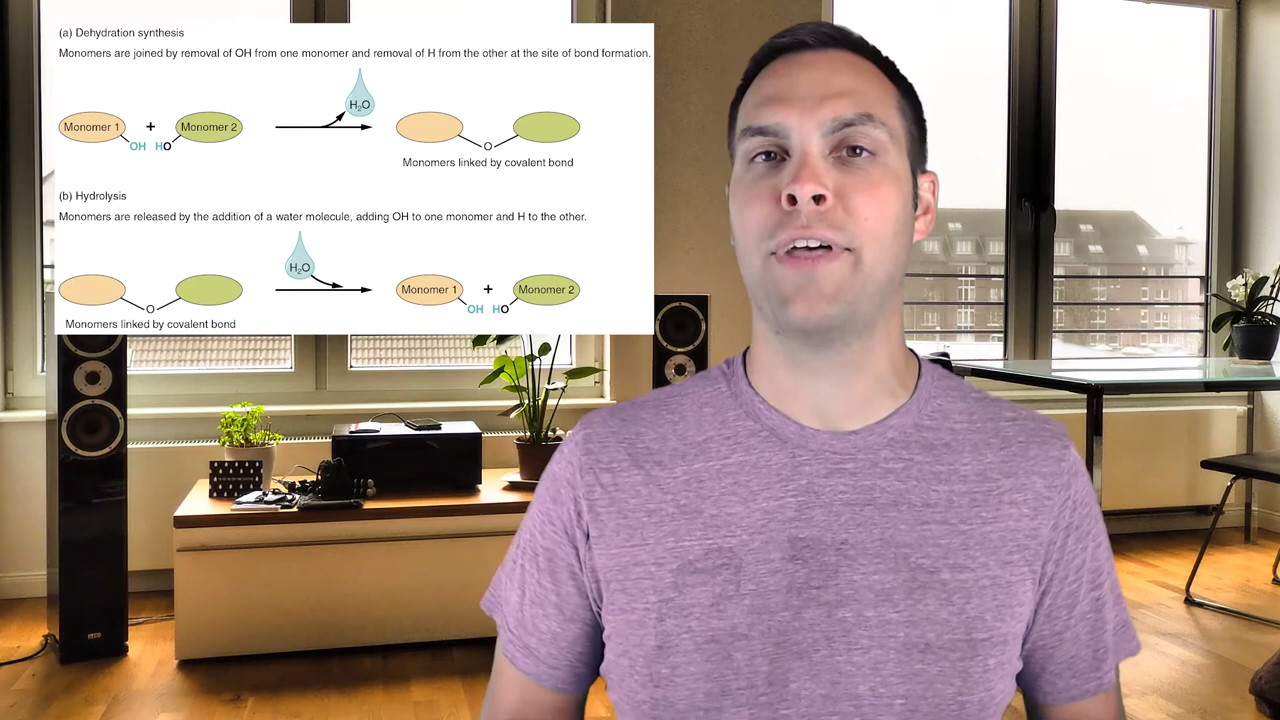 (a) Dehydration synthesis
Monomers are joined by removal of OH from one monomer and removal of H from the other at the site of bond formation.
H₂O
Monomer 1 + Monomer 2
OH HO
O
Monomers linked by covalent bond
(b) Hydrolysis
Monomers are released by the addition of a water molecule, adding OH to one monomer and H to the other.
H₂O
Monomer 1 + Monomer 2
O
OH HO
Monomers linked by covalent bond